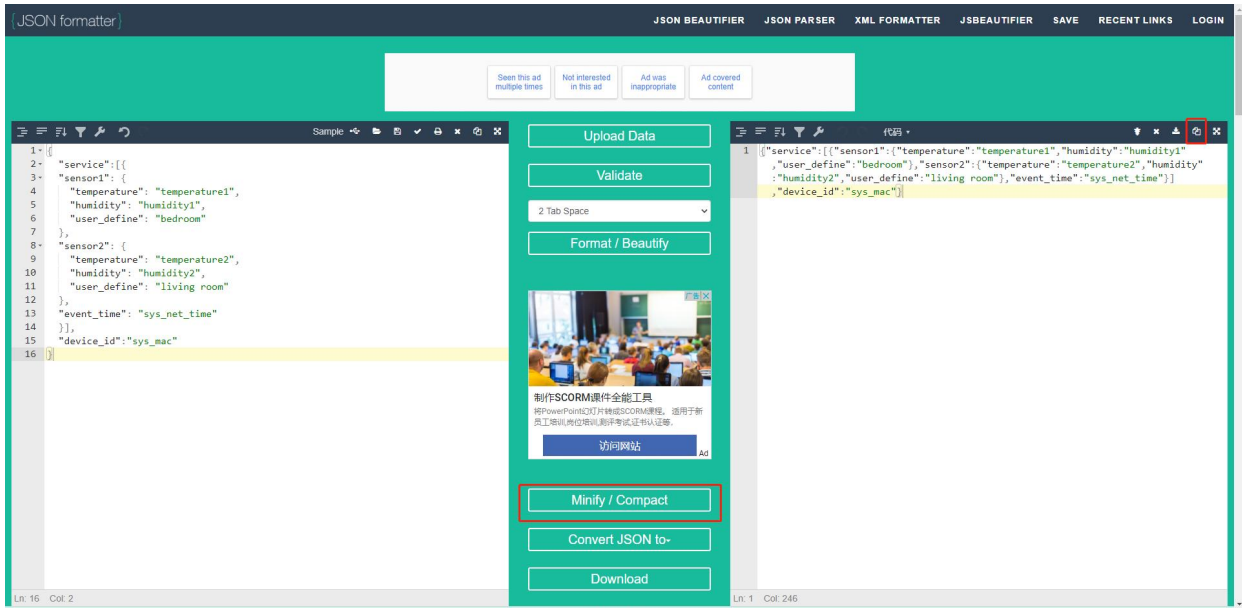 {JSON formatter}
JSON BEAUTIFIER JSON PARSER XML FORMATTER JSBEAUTIFIER SAVE RECENT LINKS LOGIN
Seen this ad multiple times
Not interested in this ad
Ad was inappropriate
Ad covered content
Sample
1 {
2 "service":[{
3 "sensor1": {
4 "temperature": "temperature1",
5 "humidity": "humidity1",
6 "user_define": "bedroom"
7 },
8 "sensor2": {
9 "temperature": "temperature2",
10 "humidity": "humidity2",
11 "user_define": "living room"
12 },
13 "event_time": "sys_net_time"
14 }],
15 "device_id":"sys_mac"
16 }
Ln: 16 Col: 2
Upload Data
Validate
2 Tab Space
Format / Beautify
广告
制作SCORM课件全能工具
将PowerPoint幻灯片转成SCORM课程。 适用于新
员工培训,岗位培训,测评考试,证书认证等。
访问网站
Ad
Minify / Compact
Convert JSON to
Download
代码
1 {"service":[{"sensor1":{"temperature":"temperature1","humidity":"humidity1"
,"user_define":"bedroom"},"sensor2":{"temperature":"temperature2","humidity"
:"humidity2","user_define":"living room"},"event_time":"sys_net_time"}]
,"device_id":"sys_mac"}
Ln: 1 Col: 246